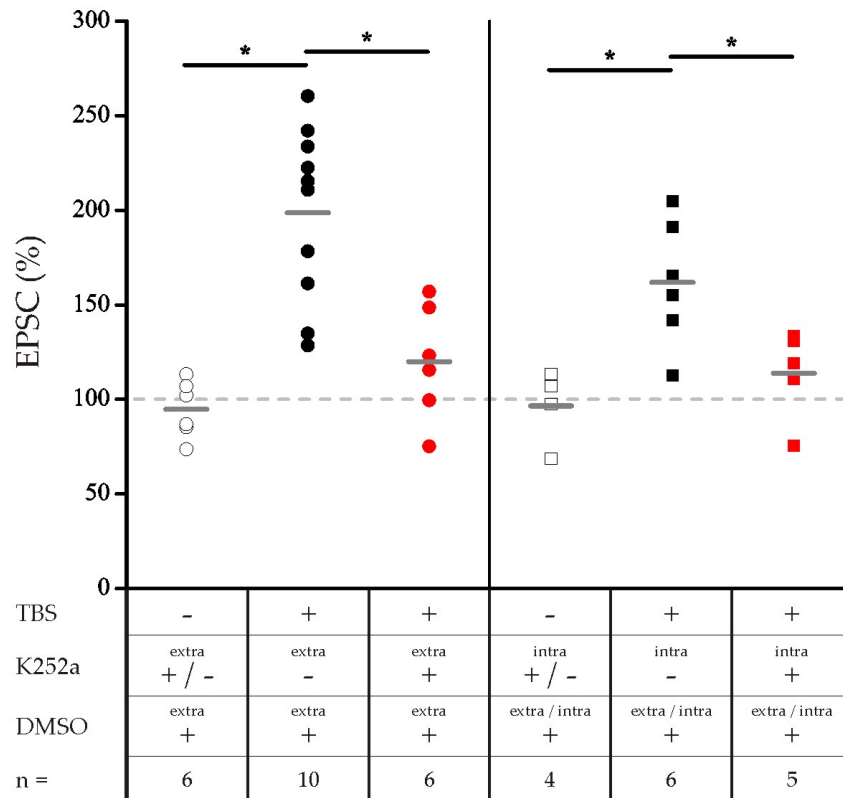 300
* * * *
250
200
150
100
50
0
EPSC (%)
TBS - + + - + +
extra extra extra intra intra intra
K252a + / - - + + / - - +
extra extra extra extra / intra extra / intra extra / intra
DMSO + + + + + +
n = 6 10 6 4 6 5